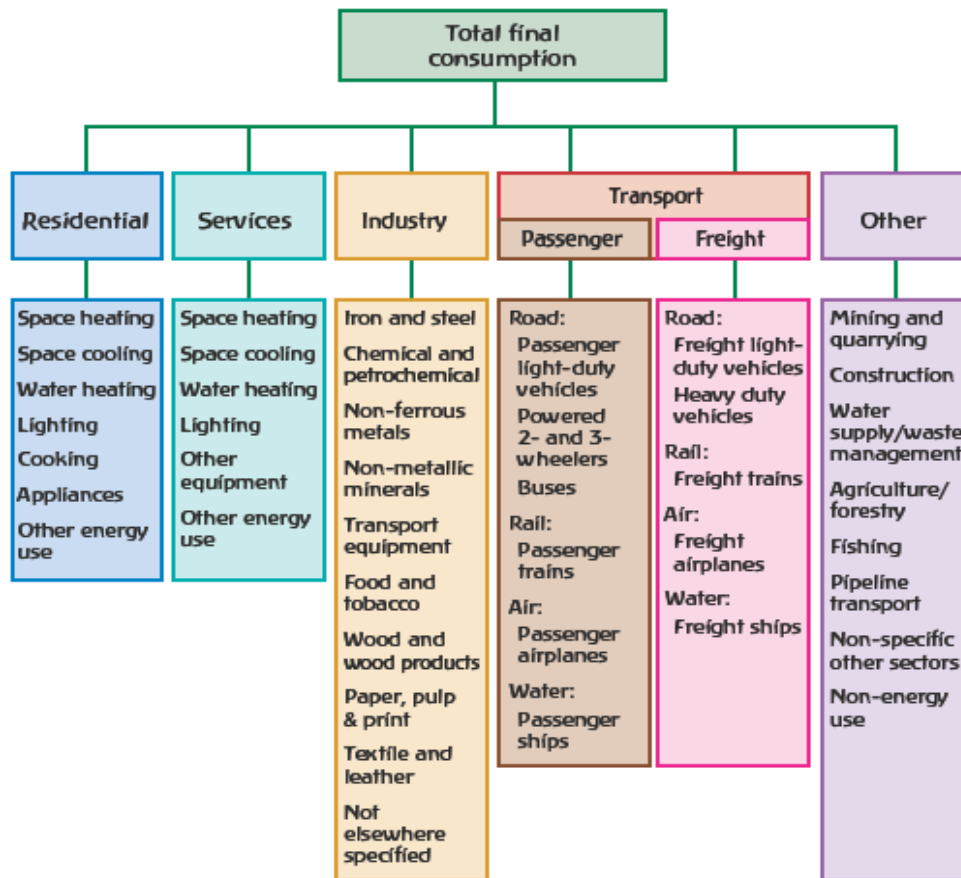 Total final
consumption
Residential
Services
Industry
Transport
Passenger
Freight
Other
Space heating
Space cooling
Water heating
Lighting
Cooking
Appliances
Other energy
use
Space heating
Space cooling
Water heating
Lighting
Other
equipment
Other energy
use
Iron and steel
Chemical and
petrochemical
Non-ferrous
metals
Non-metallic
minerals
Transport
equipment
Food and
tobacco
Wood and
wood products
Paper, pulp
& print
Textile and
leather
Not
elsewhere
specified
Road:
Passenger
light-duty
vehicles
Powered
2- and 3-
wheelers
Buses
Rail:
Passenger
trains
Air:
Passenger
airplanes
Water:
Passenger
ships
Road:
Freight light-
duty vehicles
Heavy duty
vehicles
Rail:
Freight trains
Air:
Freight
airplanes
Water:
Freight ships
Mining and
quarrying
Construction
Water
supply/waste
management
Agriculture/
forestry
Fishing
Pipeline
transport
Non-specific
other sectors
Non-energy
use